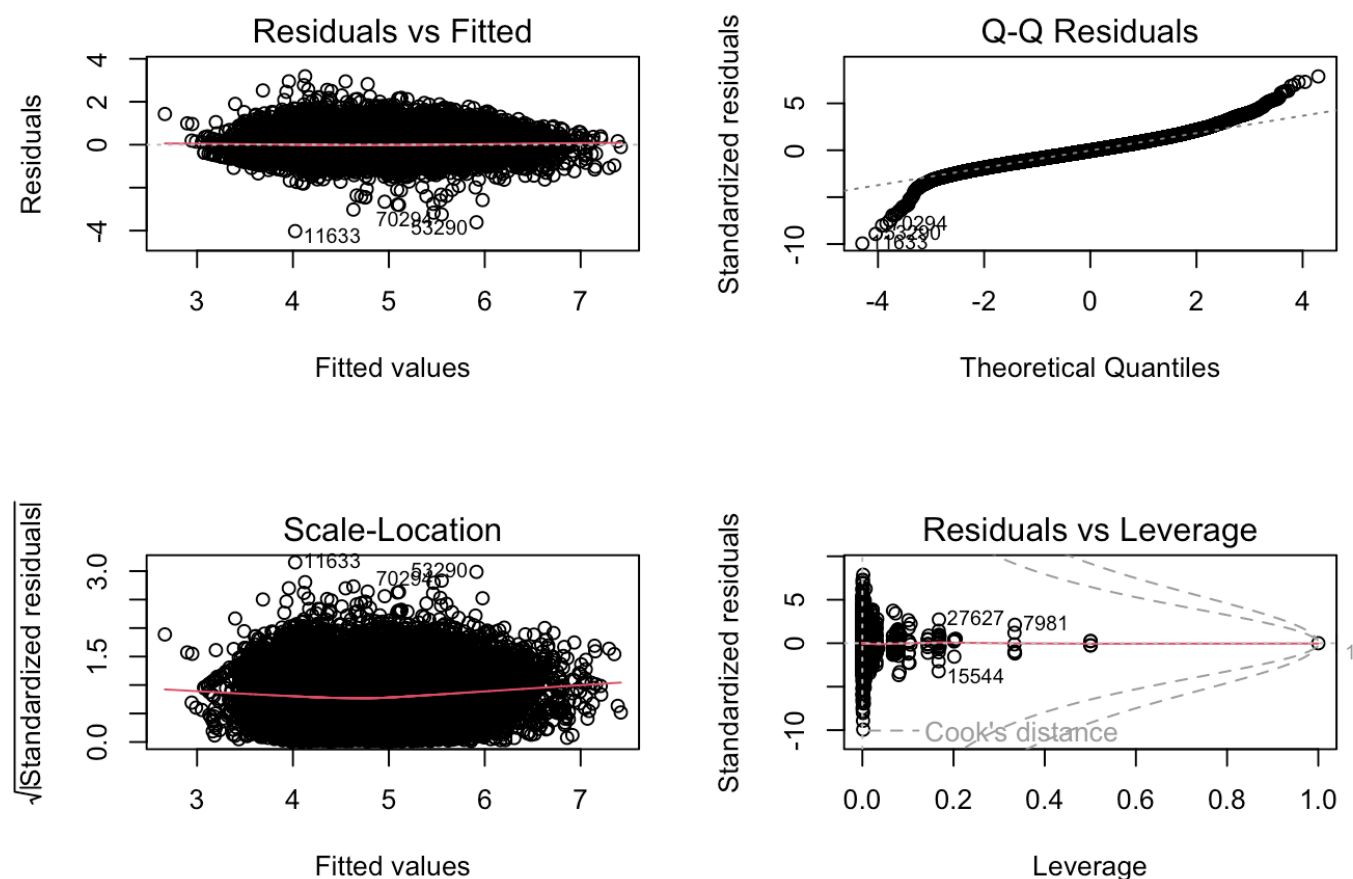 Residuals vs Fitted
Residuals
4
2
0
-4
11633
70294
53290
3 4 5 6 7
Fitted values
Q-Q Residuals
Standardized residuals
5
0
-10
70294
53290
11633
-4 -2 0 2 4
Theoretical Quantiles
Scale-Location
√|Standardized residuals|
3.0
1.5
0.0
11633
70294
53290
3 4 5 6 7
Fitted values
Residuals vs Leverage
Standardized residuals
5
0
-10
27627
7981
15544
1
Cook's distance
0.0 0.2 0.4 0.6 0.8 1.0
Leverage